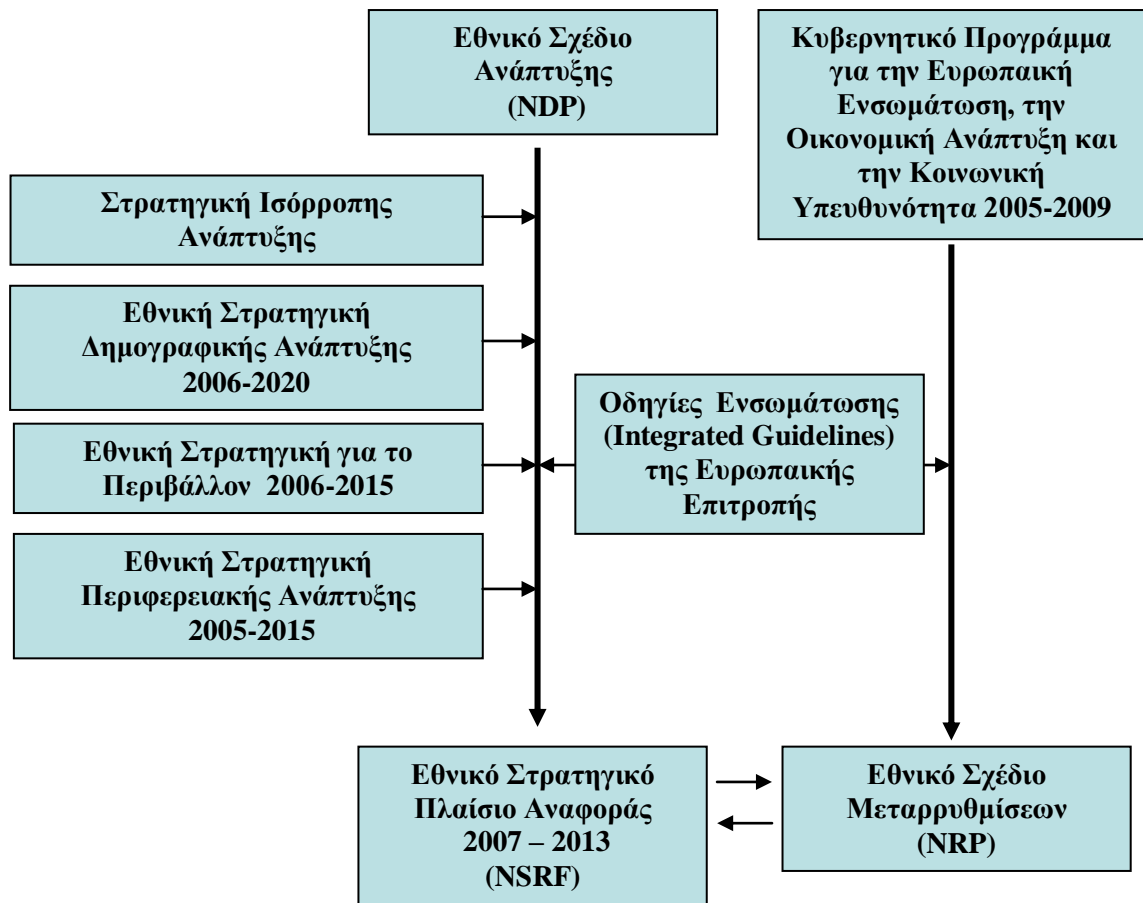 Εθνικό Σχέδιο
Ανάπτυξης
(NDP)
Κυβερνητικό Πρόγραμμα
για την Ευρωπαική
Ενσωμάτωση, την
Οικονομική Ανάπτυξη και
την Κοινωνική
Υπευθυνότητα 2005-2009
Στρατηγική Ισόρροπης
Ανάπτυξης
Εθνική Στρατηγική
Δημογραφικής Ανάπτυξης
2006-2020
Οδηγίες Ενσωμάτωσης
(Integrated Guidelines)
της Ευρωπαικής
Επιτροπής
Εθνική Στρατηγική για το
Περιβάλλον 2006-2015
Εθνική Στρατηγική
Περιφερειακής Ανάπτυξης
2005-2015
Εθνικό Στρατηγικό
Πλαίσιο Αναφοράς
2007 – 2013
(NSRF)
Εθνικό Σχέδιο
Μεταρρυθμίσεων
(NRP)